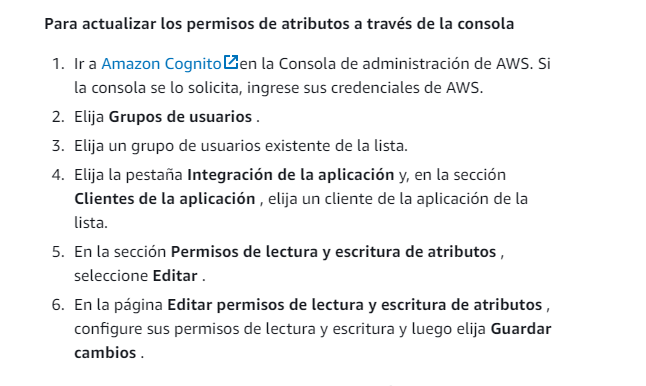 Para actualizar los permisos de atributos a través de la consola
1. Ir a Amazon Cognito en la Consola de administración de AWS. Si
la consola se lo solicita, ingrese sus credenciales de AWS.
2. Elija Grupos de usuarios .
3. Elija un grupo de usuarios existente de la lista.
4. Elija la pestaña Integración de la aplicación y, en la sección
Clientes de la aplicación , elija un cliente de la aplicación de la
lista.
5. En la sección Permisos de lectura y escritura de atributos ,
seleccione Editar .
6. En la página Editar permisos de lectura y escritura de atributos ,
configure sus permisos de lectura y escritura y luego elija Guardar
cambios .